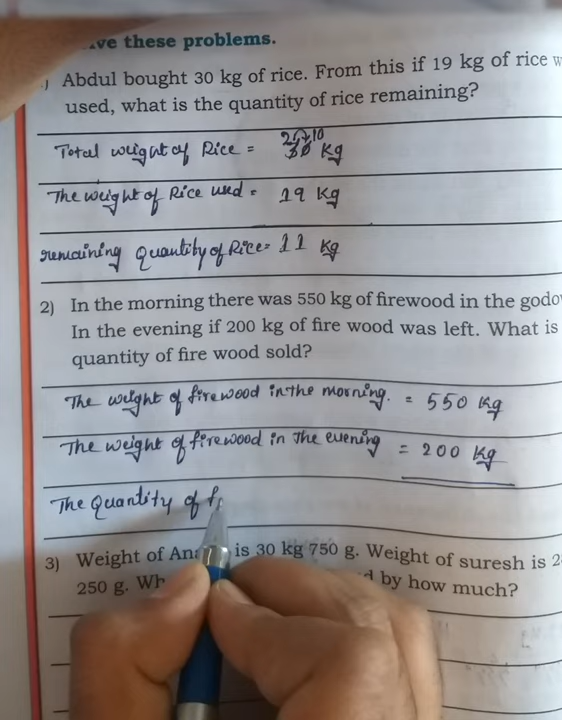 ve these problems.
Abdul bought 30 kg of rice. From this if 19 kg of rice w
used, what is the quantity of rice remaining?
Total weight of Rice = 30 Kg
The weight of Rice used = 19 Kg
remaining Quantity of Rice = 11 Kg
2) In the morning there was 550 kg of firewood in the godo
In the evening if 200 kg of fire wood was left. What is
quantity of fire wood sold?
The weight of firewood in the morning. = 550 Kg
The weight of firewood in The evening = 200 Kg
The Quantity of f
3) Weight of An is 30 kg 750 g. Weight of suresh is 2
250 g. Wh d by how much?